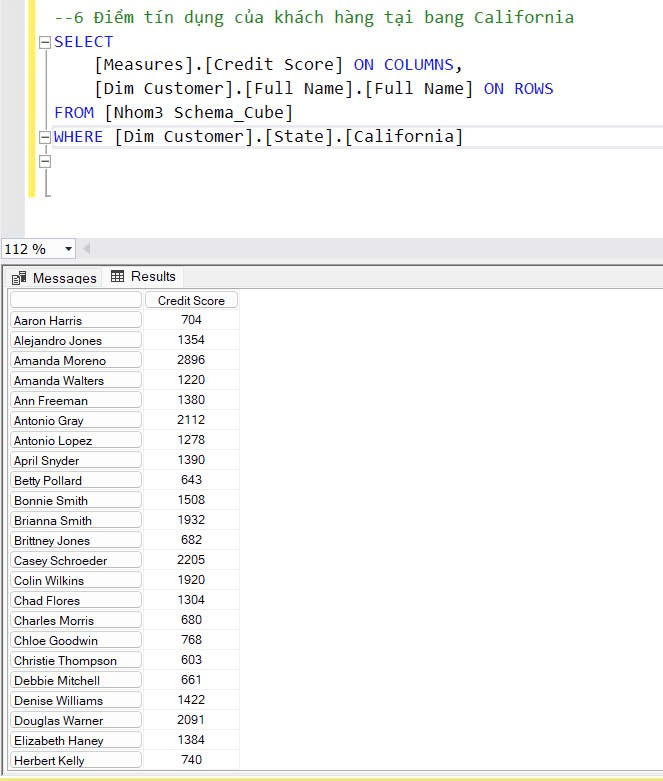 --6 Điểm tín dụng của khách hàng tại bang California
SELECT
[Measures].[Credit Score] ON COLUMNS,
[Dim Customer].[Full Name].[Full Name] ON ROWS
FROM [Nhom3 Schema_Cube]
WHERE [Dim Customer].[State].[California]
112 %
Messages Results
Credit Score
Aaron Harris 704
Alejandro Jones 1354
Amanda Moreno 2896
Amanda Walters 1220
Ann Freeman 1380
Antonio Gray 2112
Antonio Lopez 1278
April Snyder 1390
Betty Pollard 643
Bonnie Smith 1508
Brianna Smith 1932
Brittney Jones 682
Casey Schroeder 2205
Colin Wilkins 1920
Chad Flores 1304
Charles Morris 680
Chloe Goodwin 768
Christie Thompson 603
Debbie Mitchell 661
Denise Williams 1422
Douglas Warner 2091
Elizabeth Haney 1384
Herbert Kelly 740